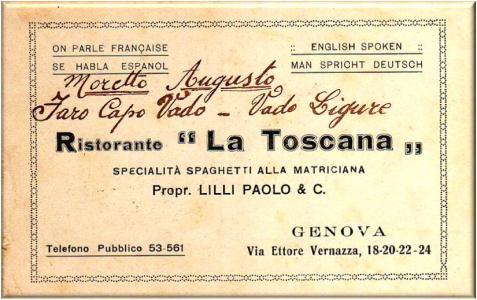 ON PARLE FRANÇAISE :: ENGLISH SPOKEN ::
SE HABLA ESPANOL MAN SPRICHT DEUTSCH
Moretto Augusto
Faro Capo Vado - Vado Ligure
Ristorante "La Toscana„
SPECIALITÀ SPAGHETTI ALLA MATRICIANA
Propr. LILLI PAOLO & C.
GENOVA
Telefono Pubblico 53-561 Via Ettore Vernazza, 18-20-22-24